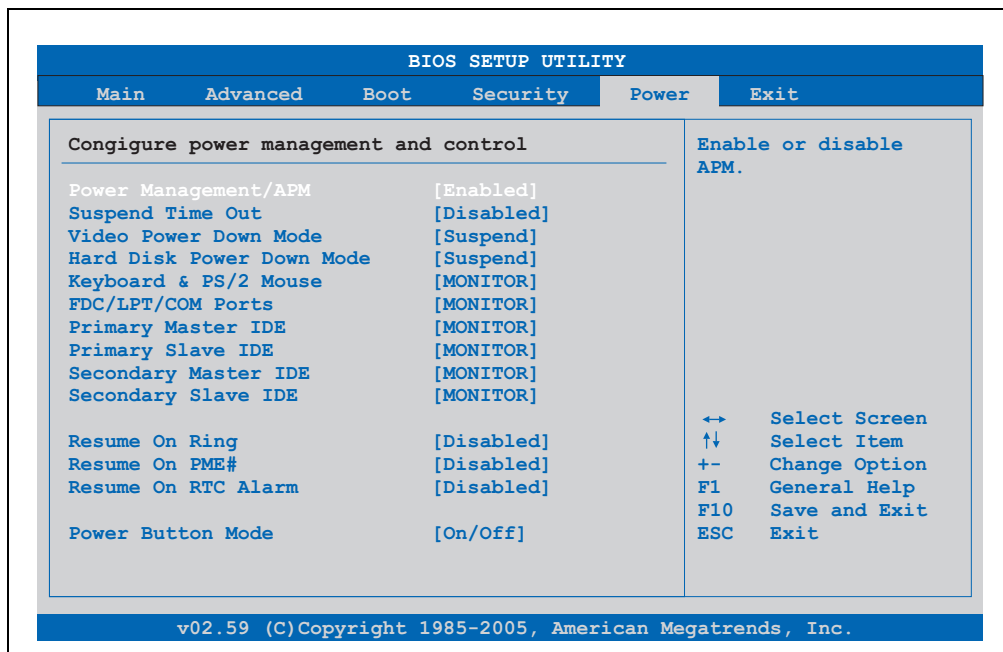 BIOS SETUP UTILITY
Main Advanced Boot Security Power Exit
Congigure power management and control
Power Management/APM [Enabled]
Suspend Time Out [Disabled]
Video Power Down Mode [Suspend]
Hard Disk Power Down Mode [Suspend]
Keyboard & PS/2 Mouse [MONITOR]
FDC/LPT/COM Ports [MONITOR]
Primary Master IDE [MONITOR]
Primary Slave IDE [MONITOR]
Secondary Master IDE [MONITOR]
Secondary Slave IDE [MONITOR]
Resume On Ring [Disabled]
Resume On PME# [Disabled]
Resume On RTC Alarm [Disabled]
Power Button Mode [On/Off]
Enable or disable
APM.
↔ Select Screen
↑↓ Select Item
+- Change Option
F1 General Help
F10 Save and Exit
ESC Exit
v02.59 (C)Copyright 1985-2005, American Megatrends, Inc.